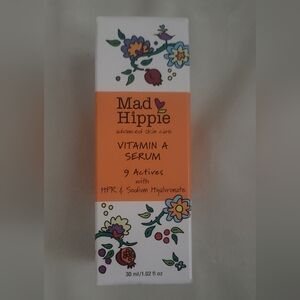 Mad
Hippie
advanced skin care
VITAMIN A
SERUM
9 Actives
with
HPR & Sodium Hyaluronate
30 ml/1.02 fl oz